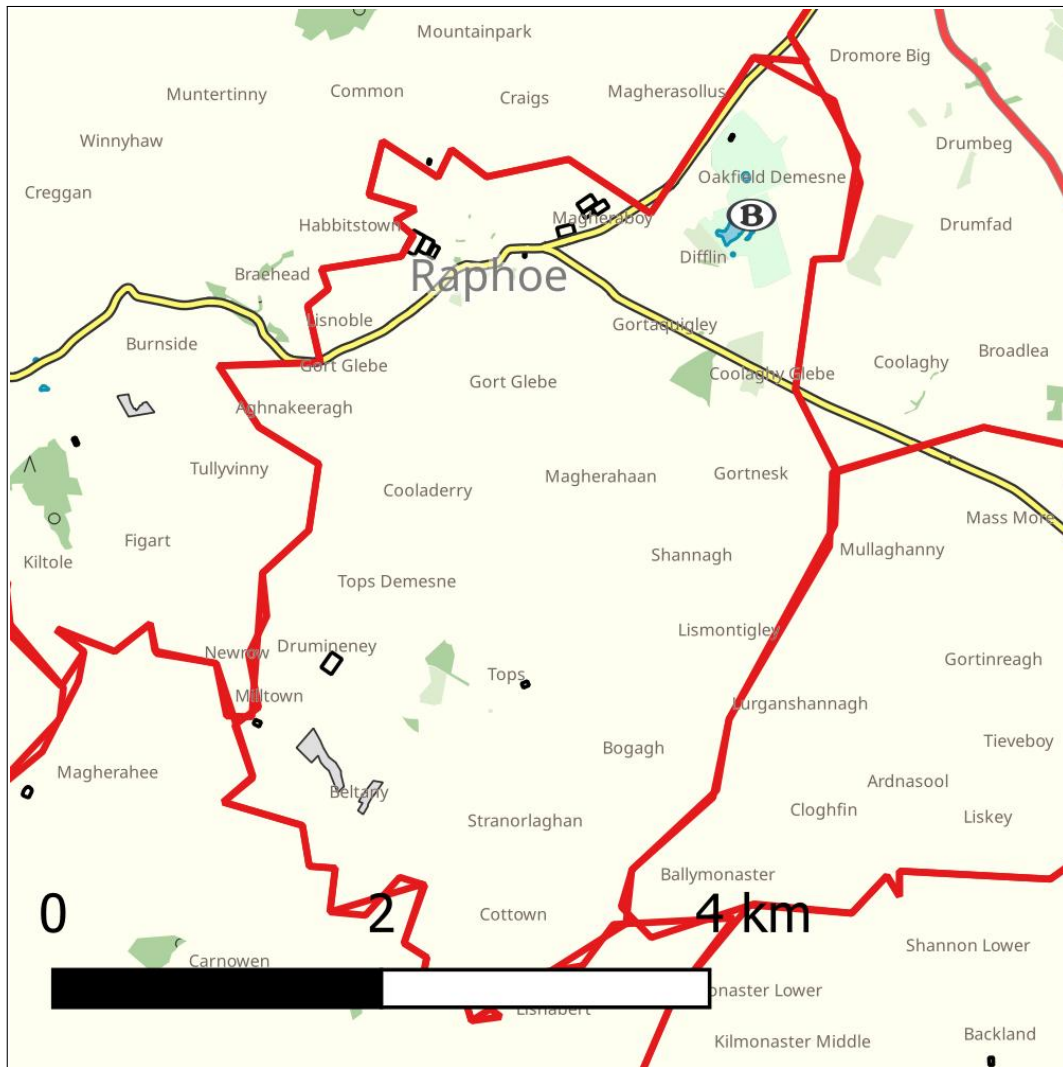 Mountainpark
Dromore Big
Muntertinny
Common
Craigs
Magherasollus
Winnyhaw
Drumbeg
Creggan
Oakfield Demesne
B
Habbitstown
Magheraboy
Drumfad
Difflin
Braehead
Raphoe
Lisnoble
Gortaquigley
Burnside
Gort Glebe
Gort Glebe
Coolaghy Glebe
Coolaghy
Broadlea
Aghnakeeragh
Tullyvinny
Cooladerry
Magherahaan
Gortnesk
Mass More
Figart
Kiltole
Shannagh
Mullaghanny
Tops Demesne
Lismontigley
Newrow
Drumineney
Gortinreagh
Tops
Milltown
Lurganshannagh
Bogagh
Tieveboy
Magherahee
Ardnasool
Beltany
Cloghfin
Liskey
Stranorlaghan
Ballymonaster
0 2 4 km
Cottown
Shannon Lower
Carnowen
onaster Lower
Lishabert
Kilmonaster Middle
Backland